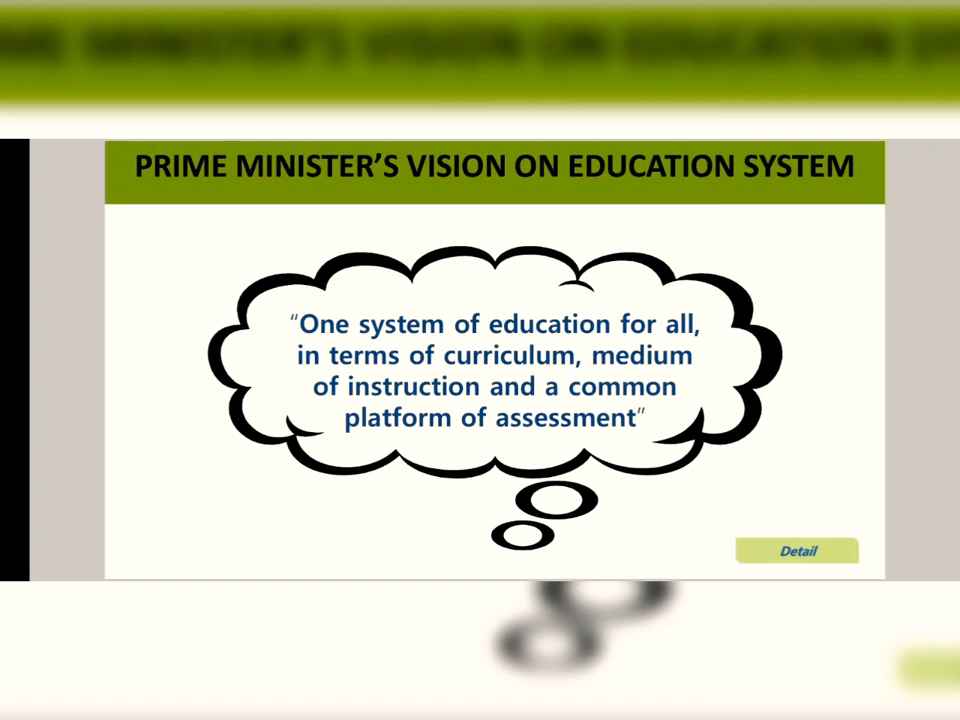 PRIME MINISTER’S VISION ON EDUCATION SYSTEM
“One system of education for all,
in terms of curriculum, medium
of instruction and a common
platform of assessment”
Detail